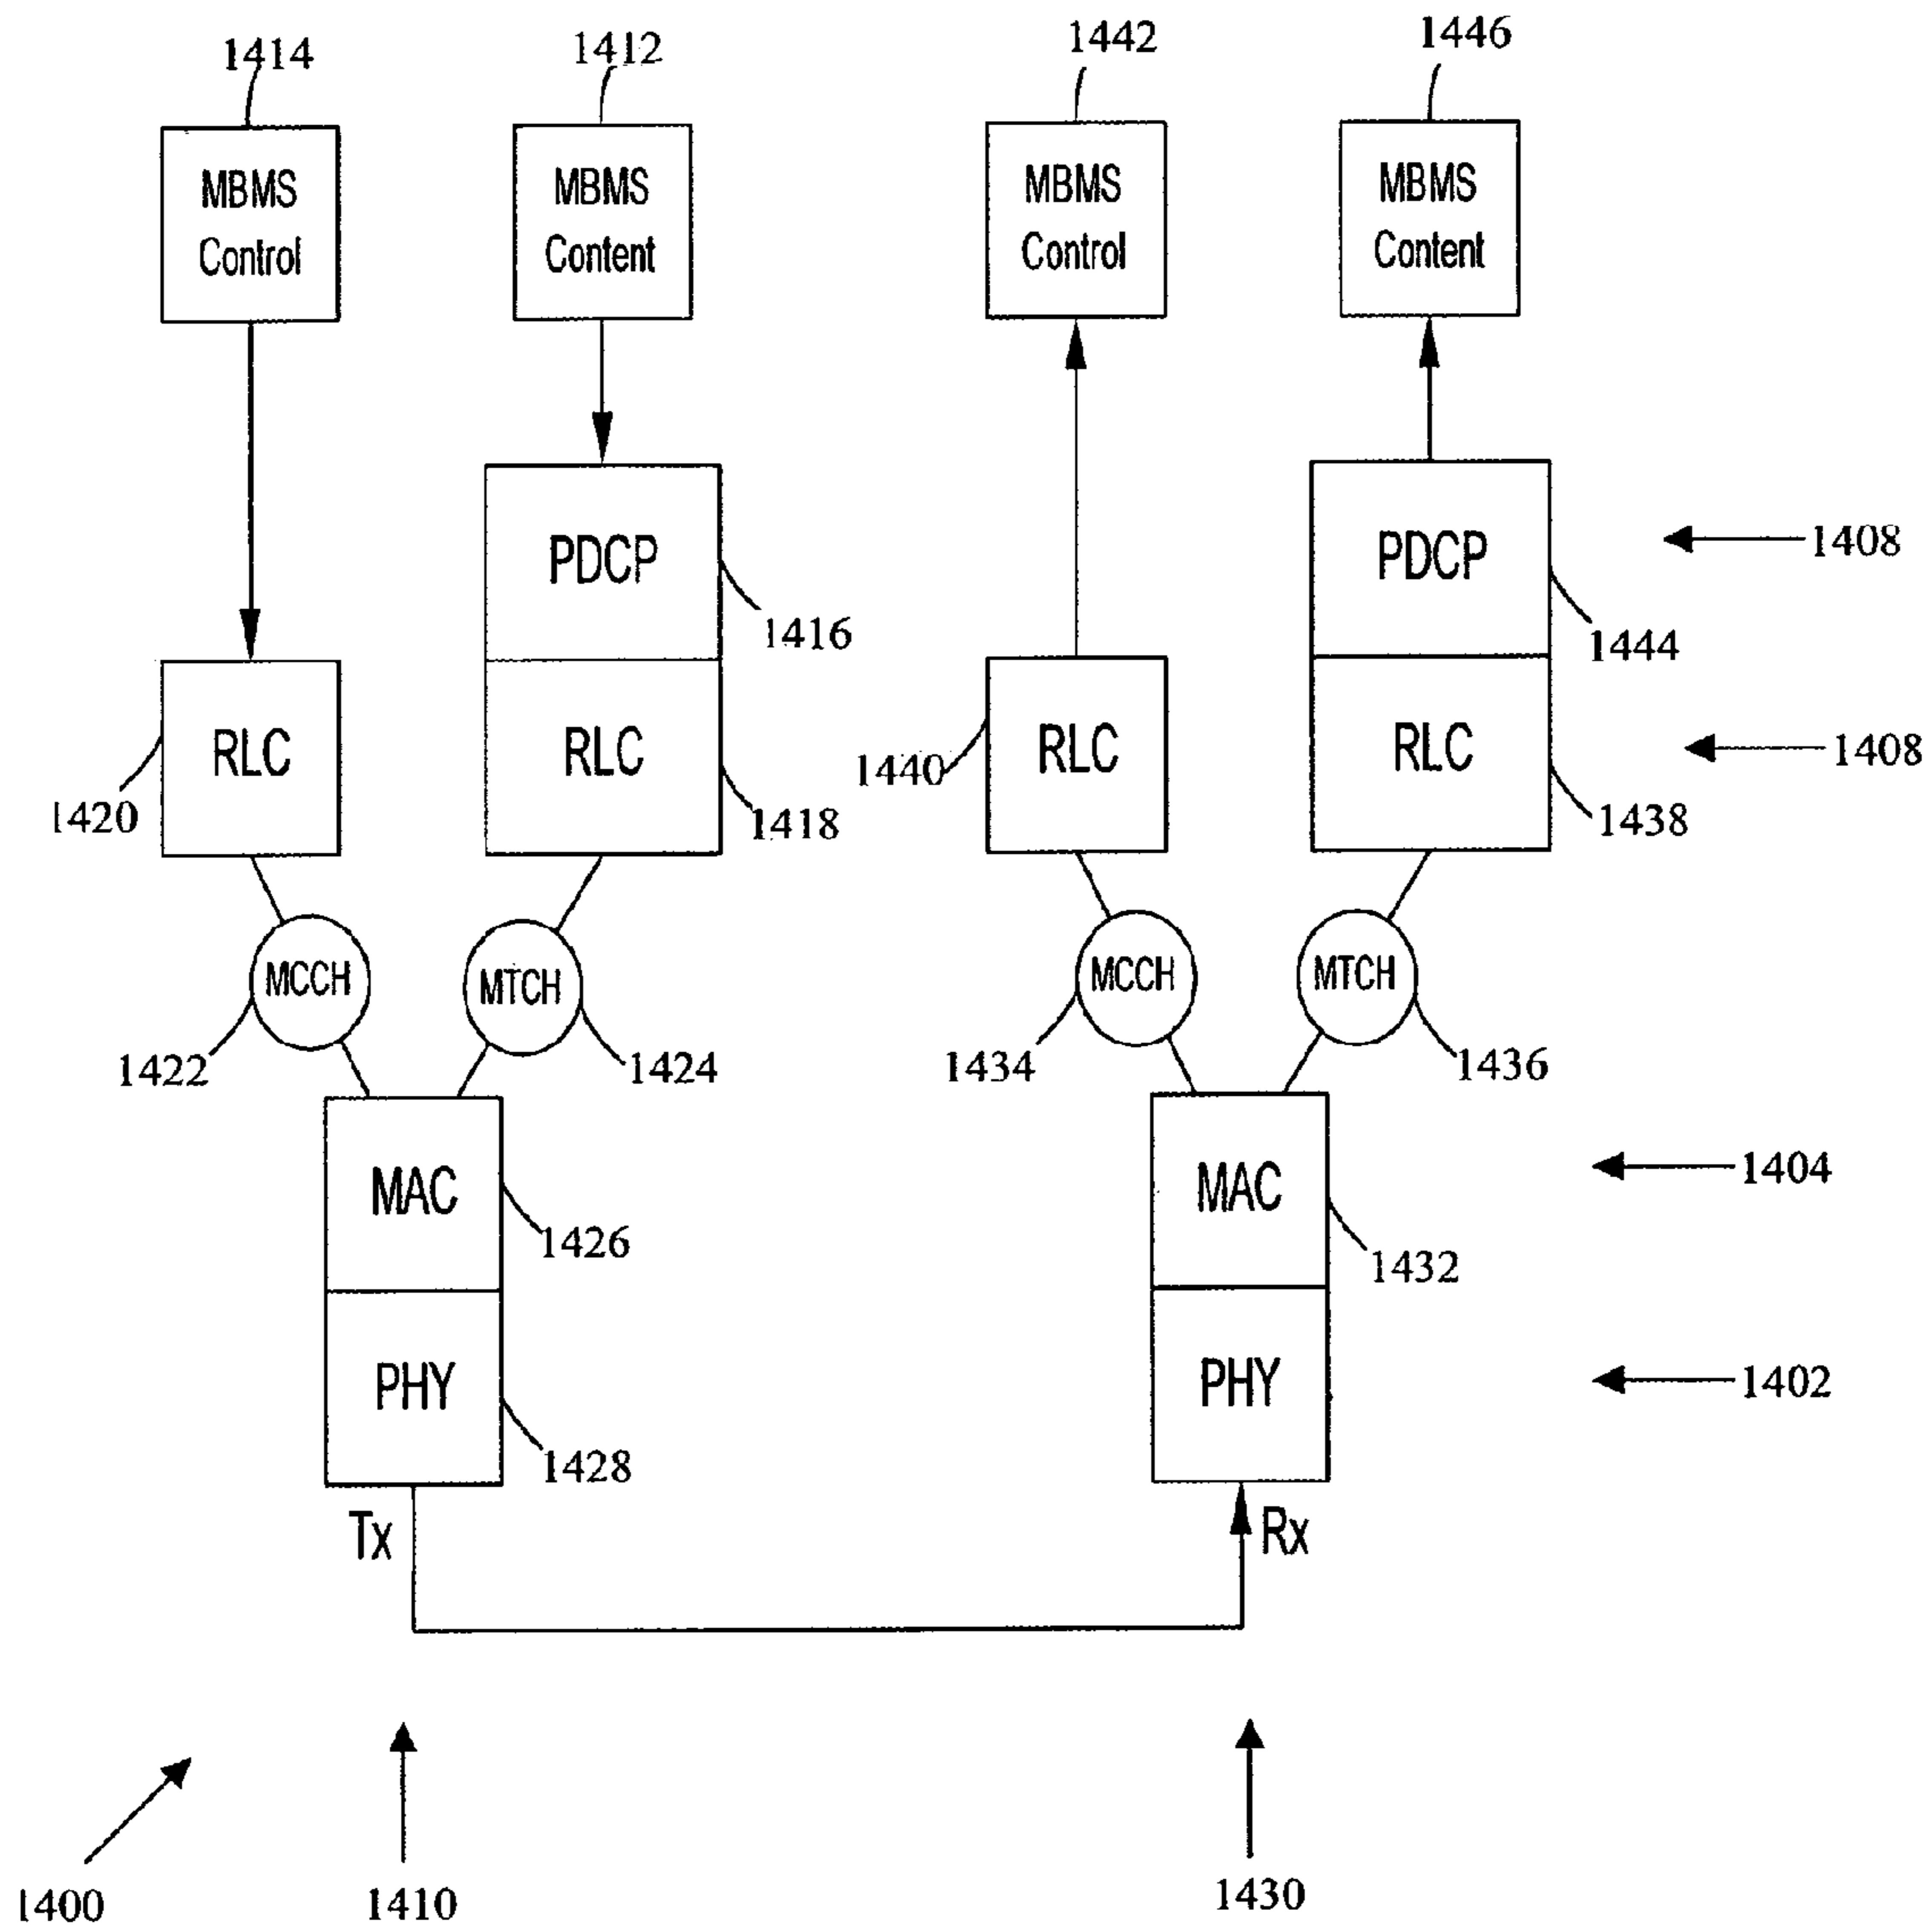 1414
1412
1442
1446
MBMS
Control
MBMS
Content
MBMS
Control
MBMS
Content
PDCP
PDCP
1408
1416
1444
RLC
RLC
RLC
RLC
1408
1420
1418
1440
1438
MCCH
MTCH
MCCH
MTCH
1422
1424
1434
1436
MAC
MAC
1404
1426
1432
PHY
PHY
1402
1428
Tx
Rx
1400
1410
1430